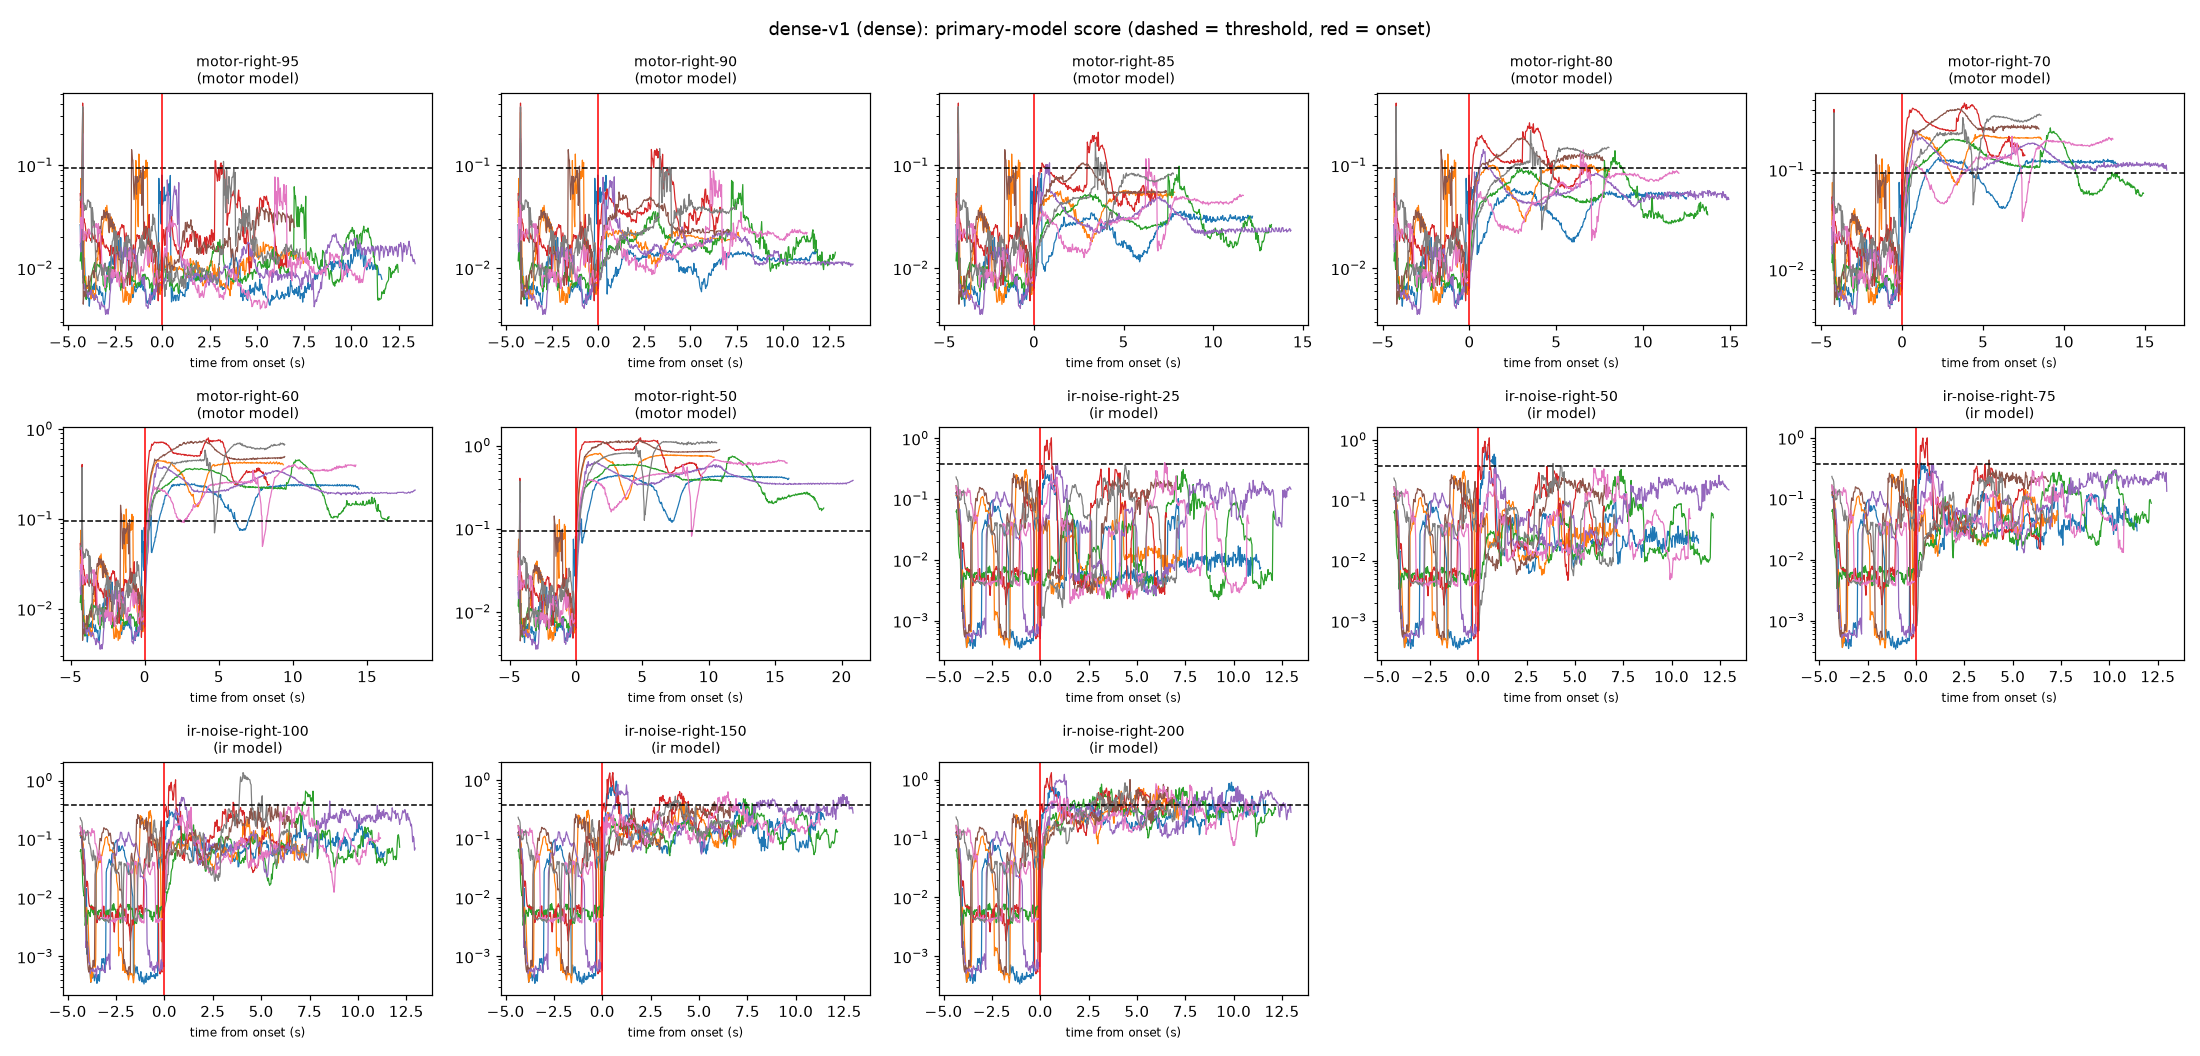 dense-v1 (dense): primary-model score (dashed = threshold, red = onset)
motor-right-95
(motor model)
motor-right-90
(motor model)
motor-right-85
(motor model)
motor-right-80
(motor model)
motor-right-70
(motor model)
10⁻¹
10⁻²
−5.0 −2.5 0.0 2.5 5.0 7.5 10.0 12.5
time from onset (s)
10⁻¹
10⁻²
−5.0 −2.5 0.0 2.5 5.0 7.5 10.0 12.5
time from onset (s)
10⁻¹
10⁻²
−5 0 5 10 15
time from onset (s)
10⁻¹
10⁻²
−5 0 5 10 15
time from onset (s)
10⁻¹
10⁻²
−5 0 5 10 15
time from onset (s)
motor-right-60
(motor model)
motor-right-50
(motor model)
ir-noise-right-25
(ir model)
ir-noise-right-50
(ir model)
ir-noise-right-75
(ir model)
10⁰
10⁻¹
10⁻²
−5 0 5 10 15
time from onset (s)
10⁰
10⁻¹
10⁻²
−5 0 5 10 15 20
time from onset (s)
10⁰
10⁻¹
10⁻²
10⁻³
−5.0 −2.5 0.0 2.5 5.0 7.5 10.0 12.5
time from onset (s)
10⁰
10⁻¹
10⁻²
10⁻³
−5.0 −2.5 0.0 2.5 5.0 7.5 10.0 12.5
time from onset (s)
10⁰
10⁻¹
10⁻²
10⁻³
−5.0 −2.5 0.0 2.5 5.0 7.5 10.0 12.5
time from onset (s)
ir-noise-right-100
(ir model)
ir-noise-right-150
(ir model)
ir-noise-right-200
(ir model)
10⁰
10⁻¹
10⁻²
10⁻³
−5.0 −2.5 0.0 2.5 5.0 7.5 10.0 12.5
time from onset (s)
10⁰
10⁻¹
10⁻²
10⁻³
−5.0 −2.5 0.0 2.5 5.0 7.5 10.0 12.5
time from onset (s)
10⁰
10⁻¹
10⁻²
10⁻³
−5.0 −2.5 0.0 2.5 5.0 7.5 10.0 12.5
time from onset (s)